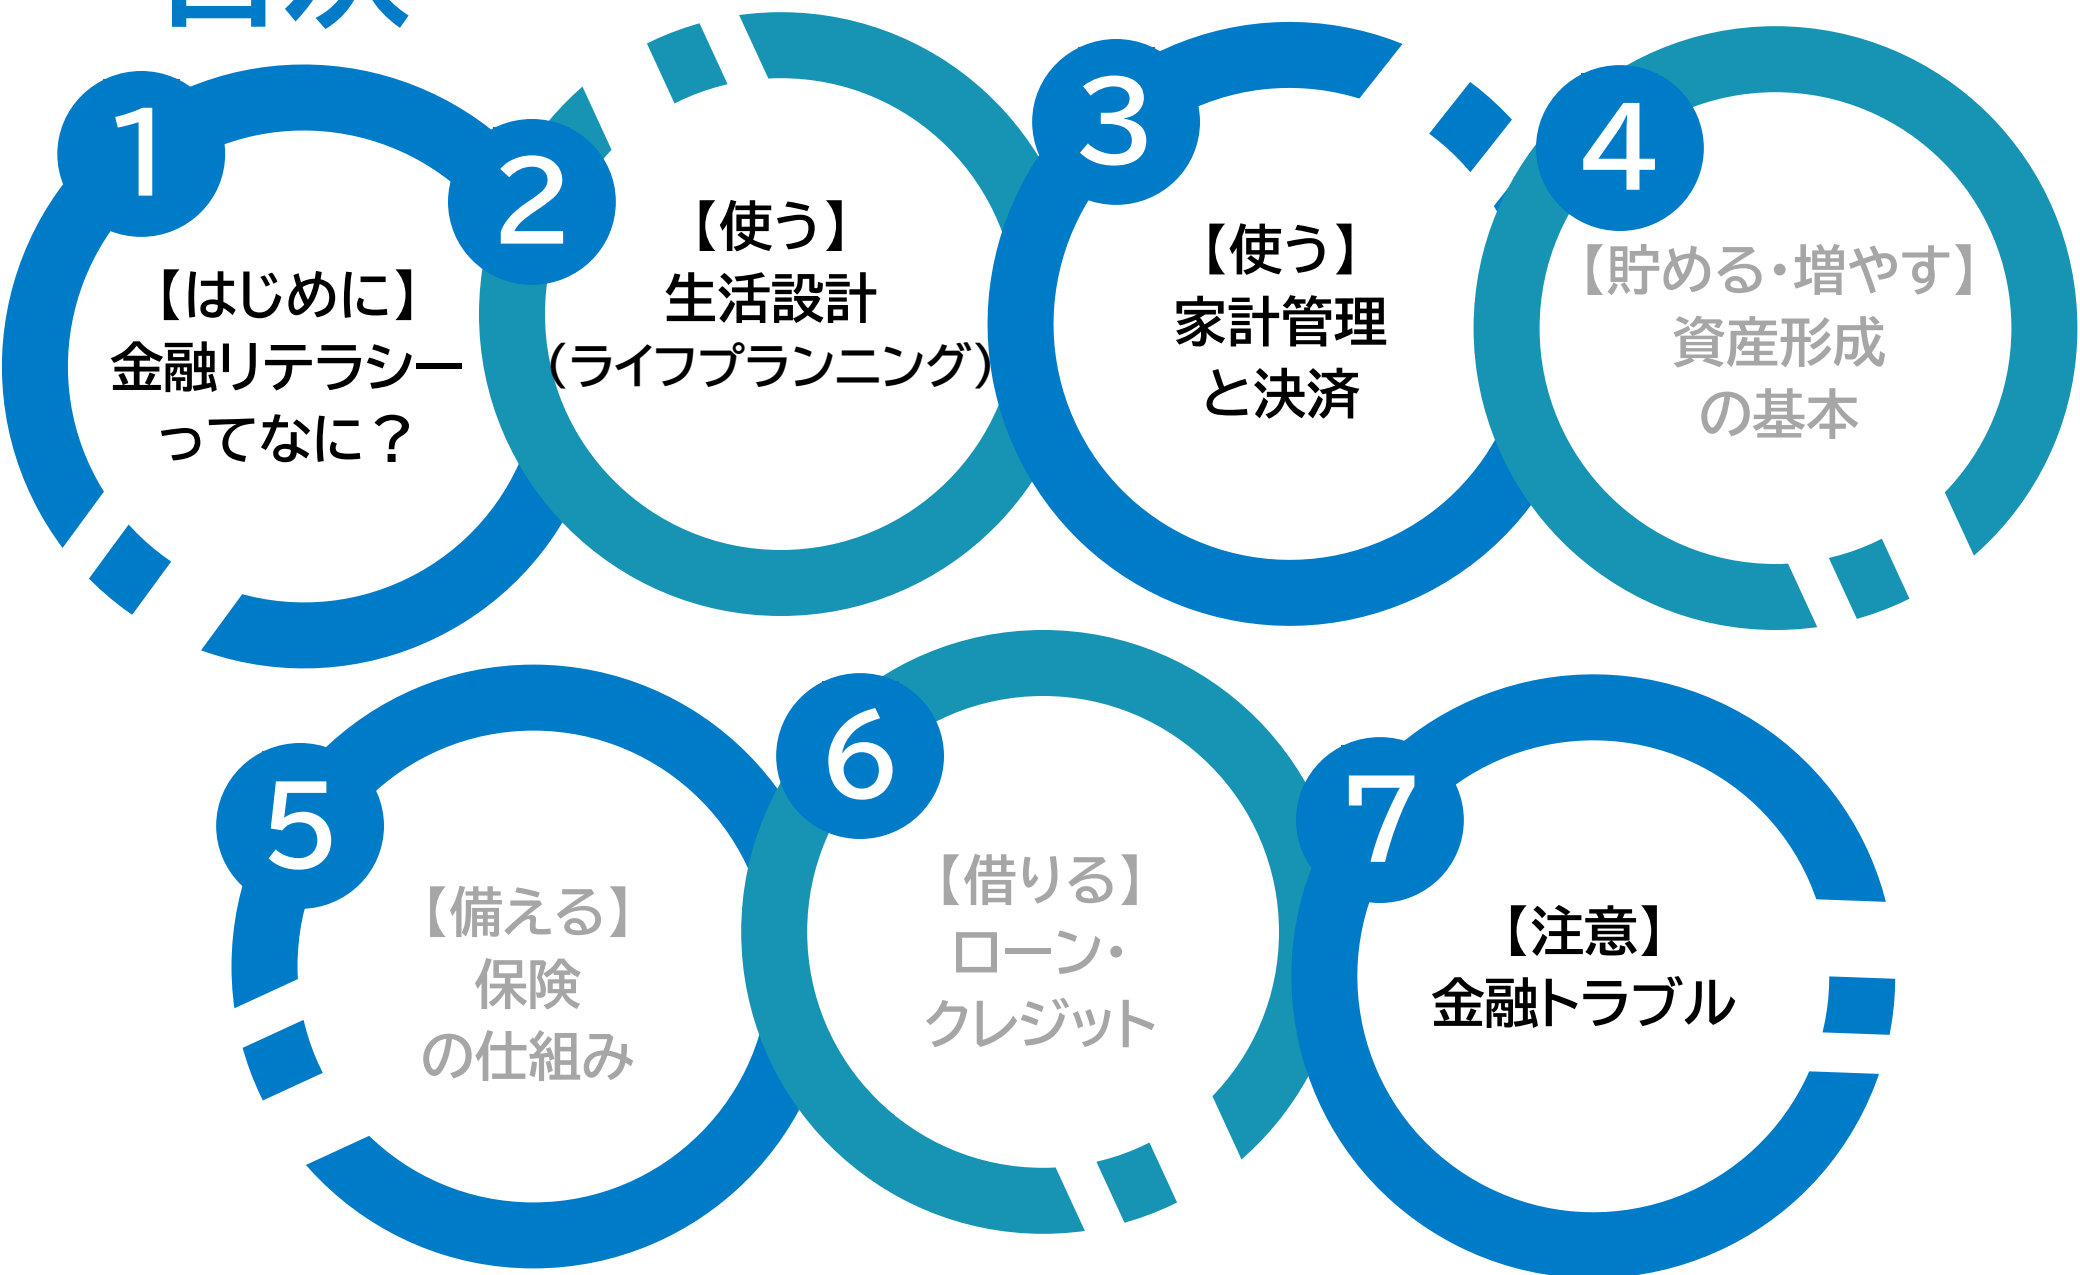 目次
1
【はじめに】
金融リテラシー
ってなに？
2
【使う】
生活設計
（ライフプランニング）
3
【使う】
家計管理
と決済
4
【貯める・増やす】
資産形成
の基本
5
【備える】
保険
の仕組み
6
【借りる】
ローン・
クレジット
7
【注意】
金融トラブル